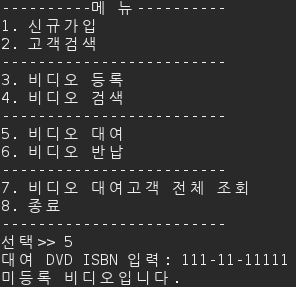 ----------메 뉴----------
1. 신규가입
2. 고객검색
-------------------------
3. 비디오 등록
4. 비디오 검색
-------------------------
5. 비디오 대여
6. 비디오 반납
-------------------------
7. 비디오 대여고객 전체 조회
8. 종료
-------------------------
선택>> 5
대여 DVD ISBN 입력: 111-11-11111
미등록 비디오입니다.